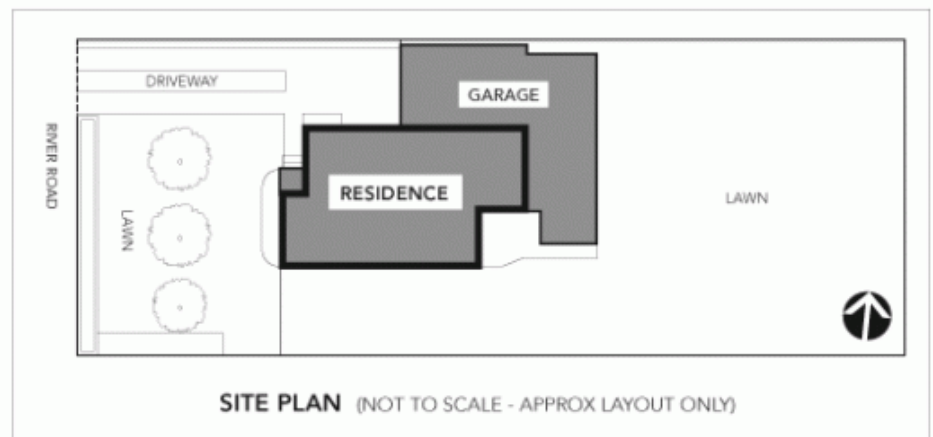 DRIVEWAY
GARAGE
RIVER ROAD
RESIDENCE
LAWN
LAWN
SITE PLAN (NOT TO SCALE - APPROX LAYOUT ONLY)